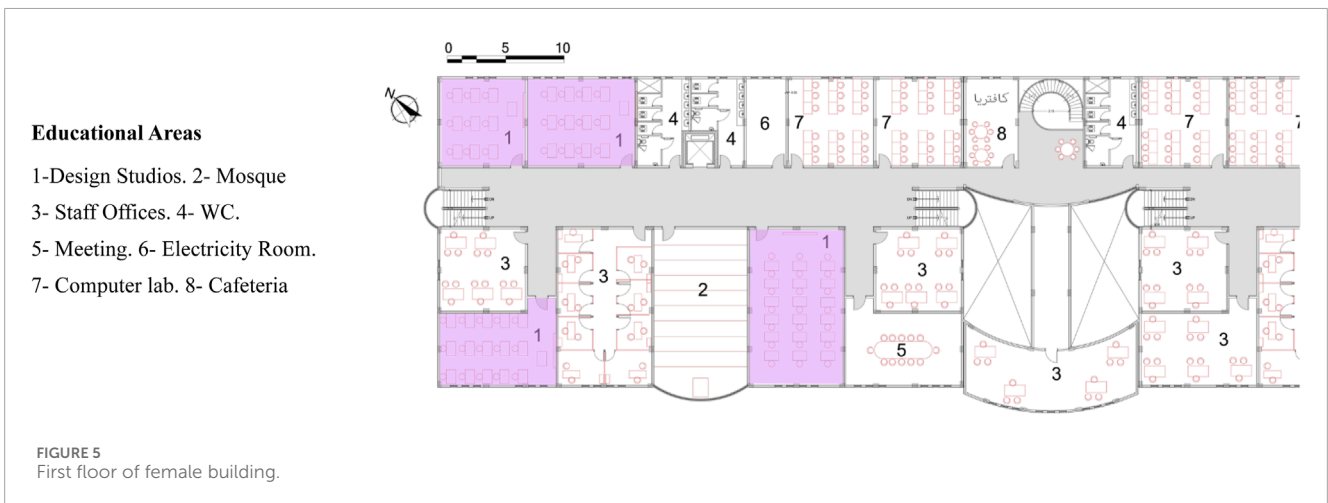 0 5 10
N
Educational Areas
1-Design Studios. 2- Mosque
3- Staff Offices. 4- WC.
5- Meeting. 6- Electricity Room.
7- Computer lab. 8- Cafeteria
كافتريا
1 1 4 4 6 7 7 8 4 7 7
3 3 2 1 3 3
1 5 3 3
FIGURE 5
First floor of female building.